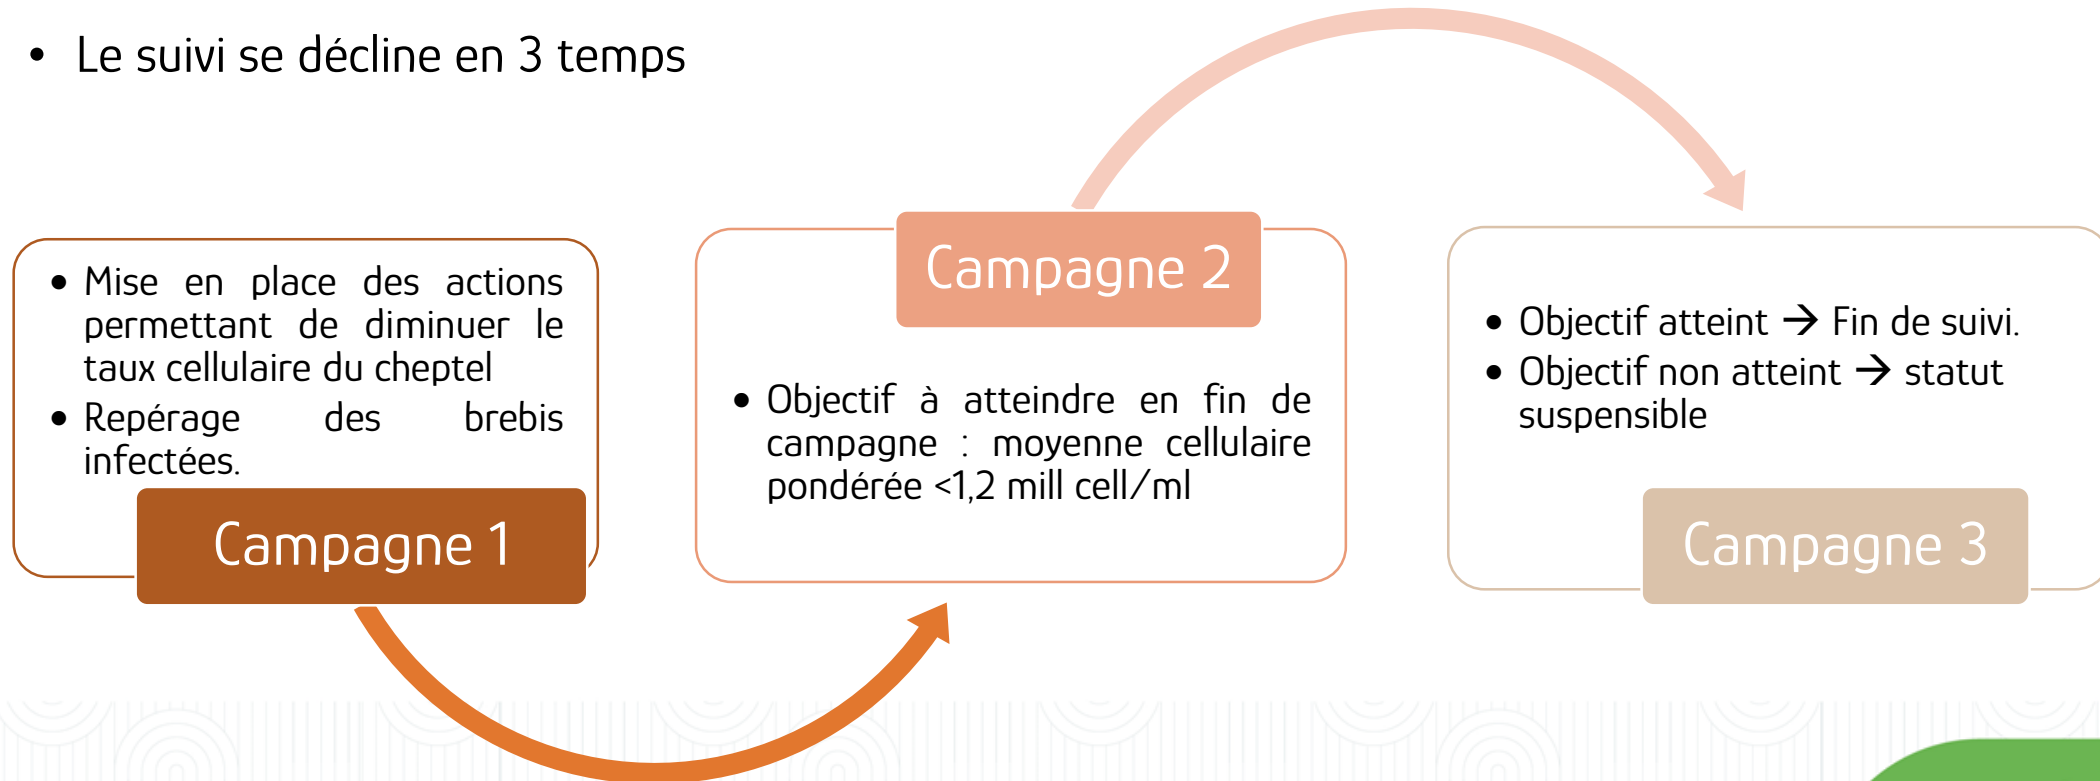 • Le suivi se décline en 3 temps
• Mise en place des actions
permettant de diminuer le
taux cellulaire du cheptel
• Repérage des brebis
infectées.
Campagne 1
Campagne 2
• Objectif à atteindre en fin de
campagne : moyenne cellulaire
pondérée <1,2 mill cell/ml
• Objectif atteint → Fin de suivi.
• Objectif non atteint → statut
suspensible
Campagne 3